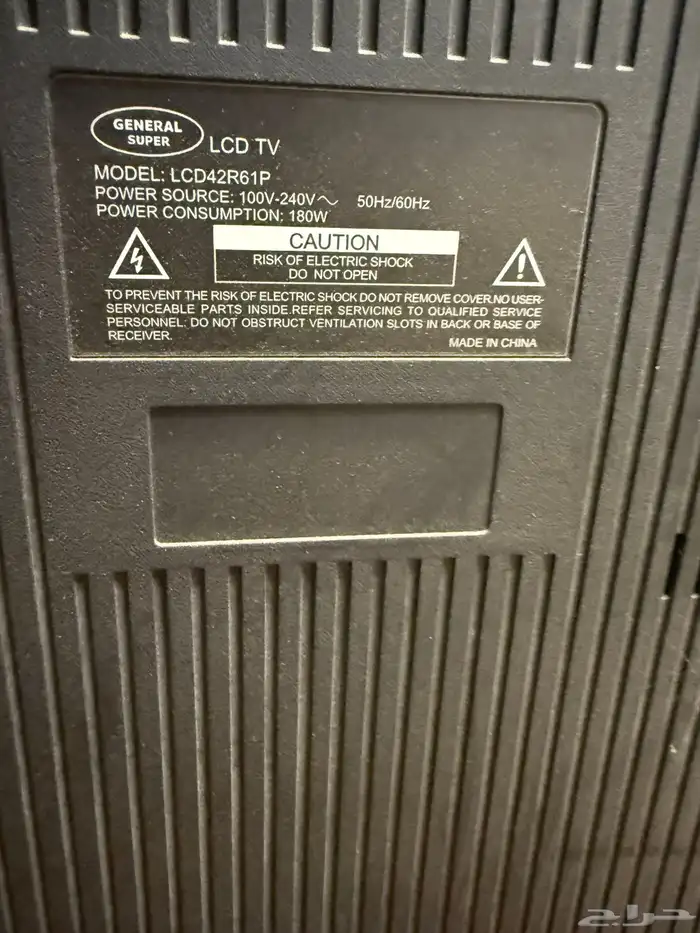 GENERAL
SUPER
LCD TV
MODEL: LCD42R61P
POWER SOURCE: 100V-240V～ 50Hz/60Hz
POWER CONSUMPTION: 180W
CAUTION
RISK OF ELECTRIC SHOCK
DO NOT OPEN
TO PREVENT THE RISK OF ELECTRIC SHOCK DO NOT REMOVE COVER.NO USER-
SERVICEABLE PARTS INSIDE.REFER SERVICING TO QUALIFIED SERVICE
PERSONNEL. DO NOT OBSTRUCT VENTILATION SLOTS IN BACK OR BASE OF
RECEIVER.
MADE IN CHINA
حراج